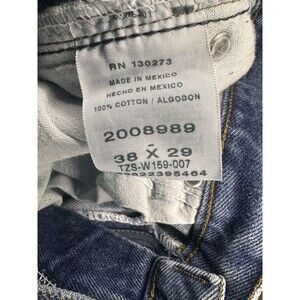 RN 130273
MADE IN MEXICO
HECHO EN MEXICO
100% COTTON / ALGODON
2008989
38 X 29
TZS-W159-007